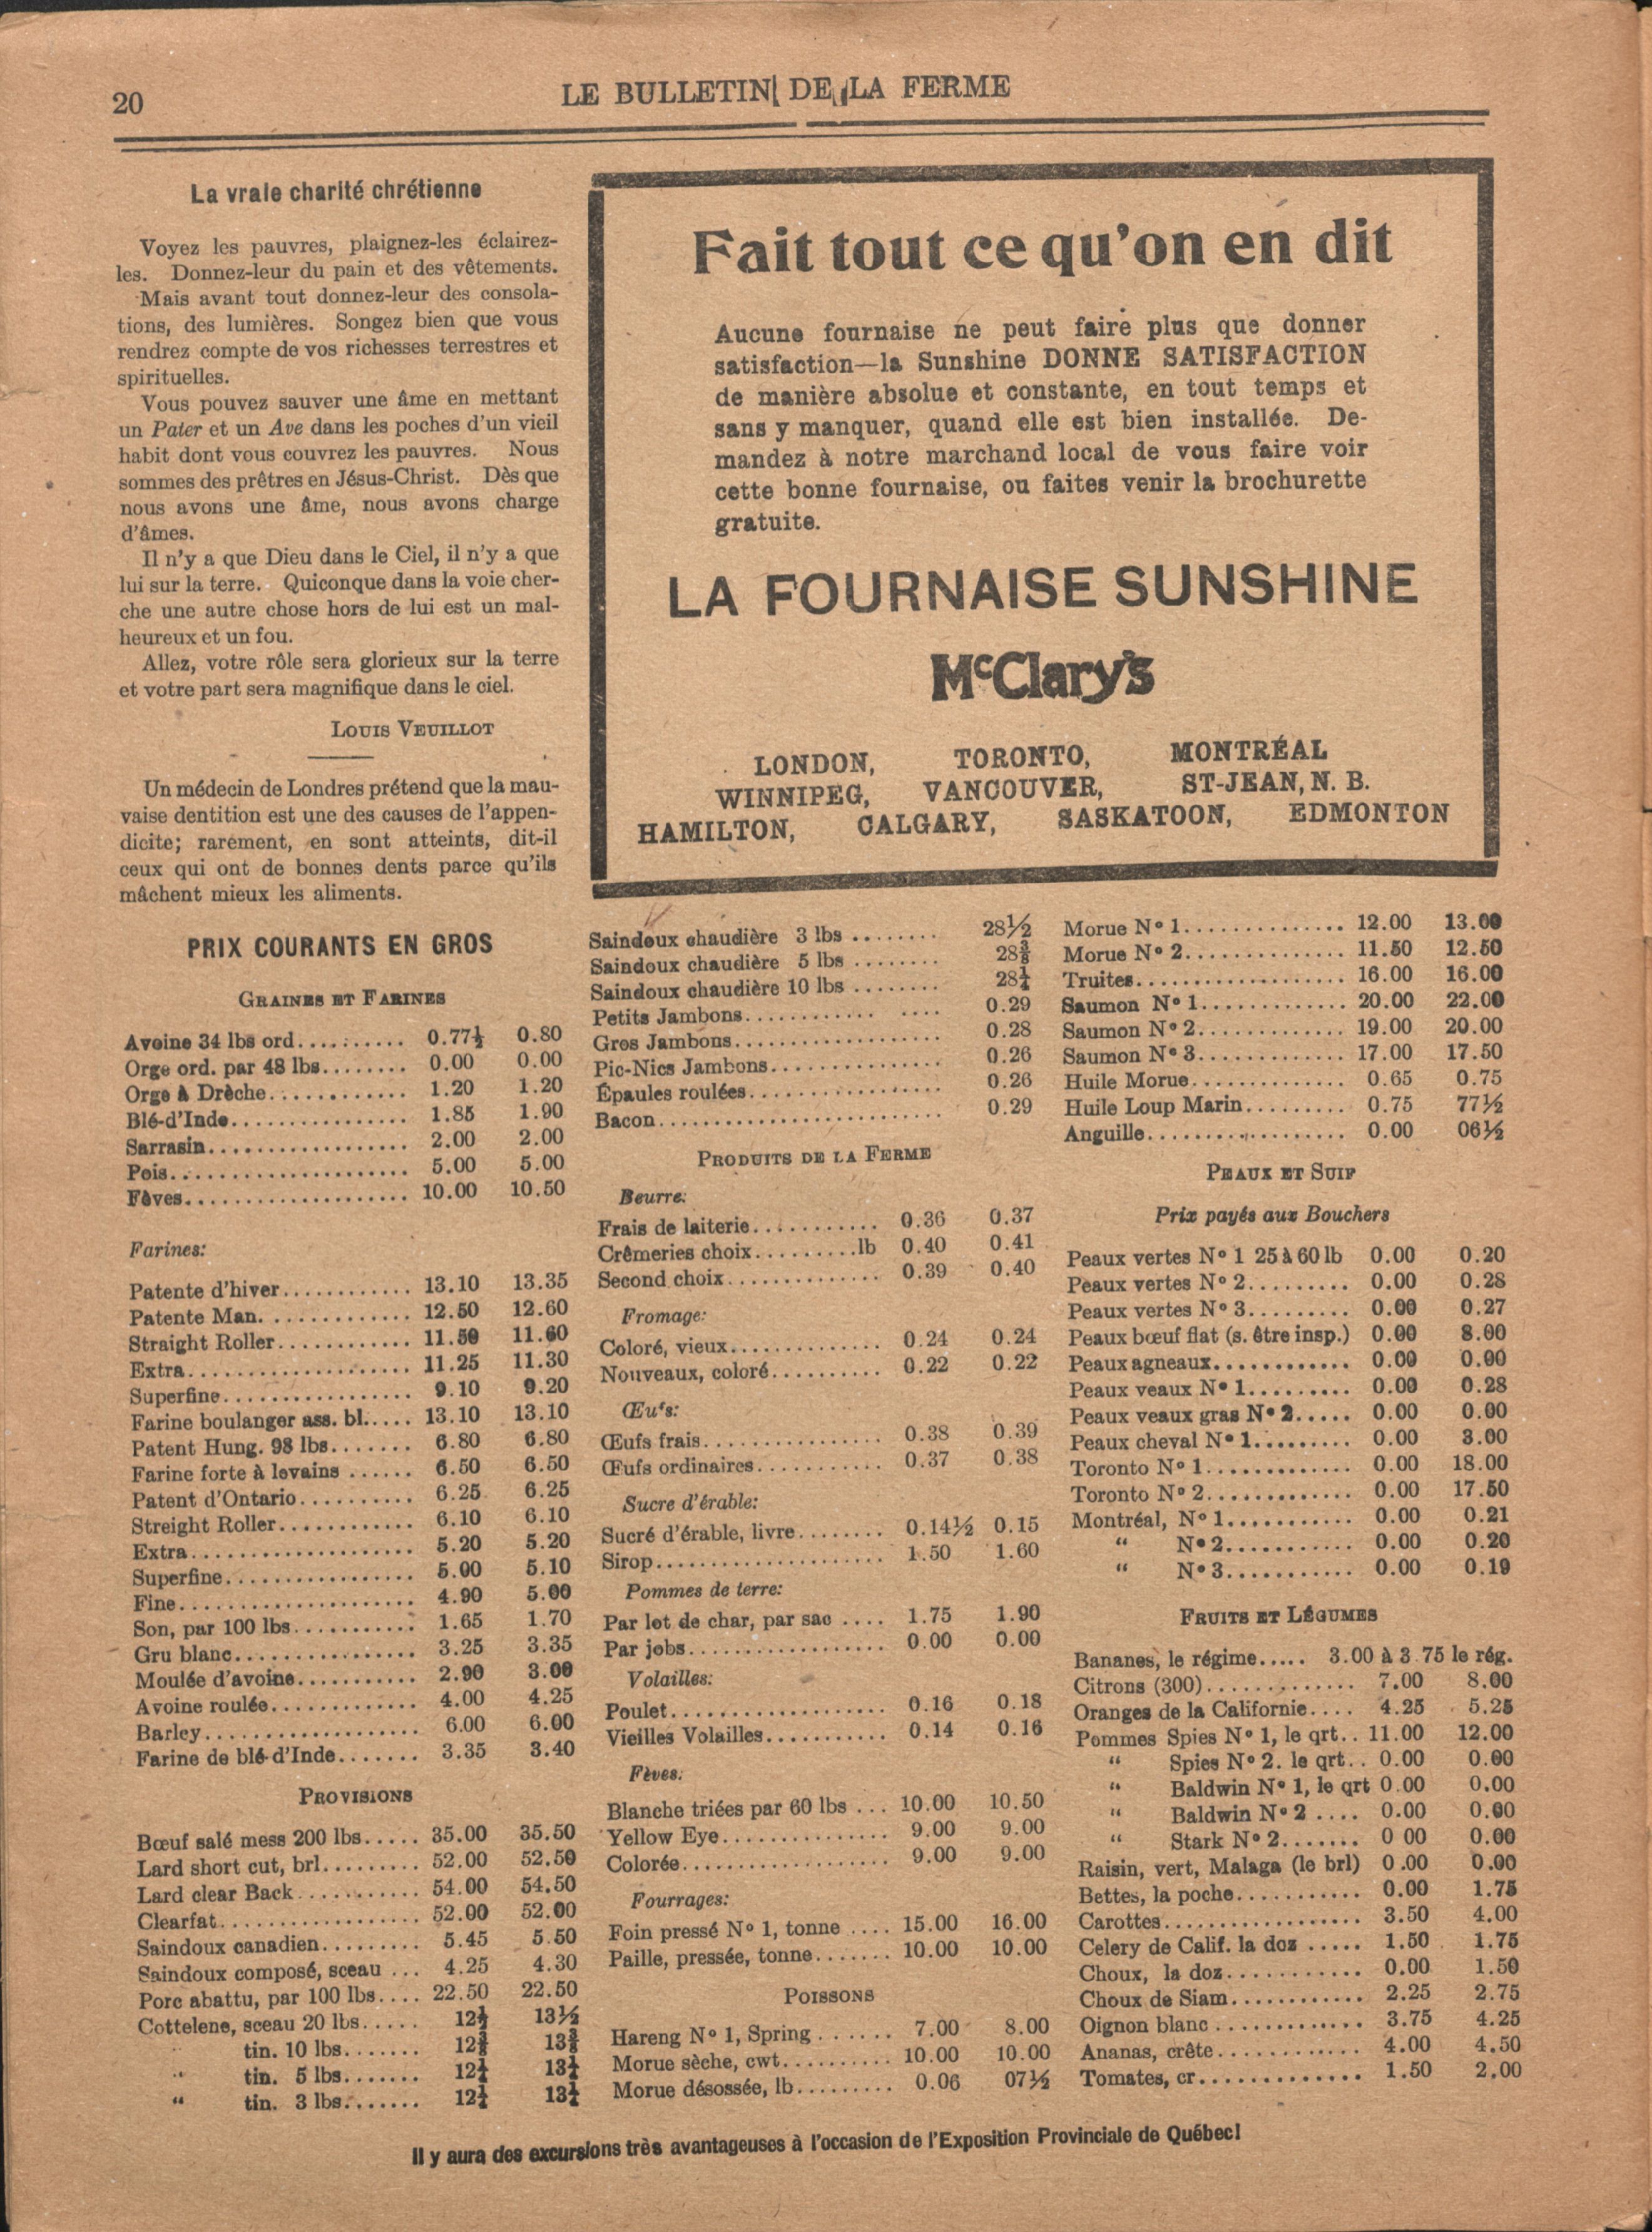 20
LE BULLETIN DE LA FERME
La vraie charité chrétienne
Voyez les pauvres, plaignez-les éclairez-
les. Donnez-leur du pain et des vêtements.
Mais avant tout donnez-leur des consola-
tions, des lumières. Songez bien que vous
rendrez compte de vos richesses terrestres et
spirituelles.
Vous pouvez sauver une âme en mettant
un Pater et un Ave dans les poches d'un vieil
habit dont vous couvrez les pauvres. Nous
sommes des prêtres en Jésus-Christ. Dès que
nous avons une âme, nous avons charge
d'âmes.
Il n'y a que Dieu dans le Ciel, il n'y a que
lui sur la terre. Quiconque dans la voie cher-
che une autre chose hors de lui est un mal-
heureux et un fou.
Allez, votre rôle sera glorieux sur la terre
et votre part sera magnifique dans le ciel.
LOUIS VEUILLOT
Un médecin de Londres prétend que la mau-
vaise dentition est une des causes de l'appen-
dicite; rarement, en sont atteints, dit-il
ceux qui ont de bonnes dents parce qu'ils
mâchent mieux les aliments.
Fait tout ce qu'on en dit
Aucune fournaise ne peut faire plus que donner
satisfaction—la Sunshine DONNE SATISFACTION
de manière absolue et constante, en tout temps et
sans y manquer, quand elle est bien installée. De-
mandez à notre marchand local de vous faire voir
cette bonne fournaise, ou faites venir la brochurette
gratuite.
LA FOURNAISE SUNSHINE
McClary's
LONDON, TORONTO, MONTRÉAL
WINNIPEG, VANCOUVER, ST-JEAN, N. B.
HAMILTON, CALGARY, SASKATOON, EDMONTON
PRIX COURANTS EN GROS
GRAINES ET FARINES
Avoine 34 lbs ord.......... 0.77½ 0.80
Orge ord. par 48 lbs........ 0.00 0.00
Orge à Drèche............ 1.20 1.20
Blé-d'Inde................ 1.85 1.90
Sarrasin.................. 2.00 2.00
Pois..................... 5.00 5.00
Fèves.................... 10.00 10.50
Farines:
Patente d'hiver............ 13.10 13.35
Patente Man. ............ 12.50 12.60
Straight Roller............ 11.50 11.60
Extra.................... 11.25 11.30
Superfine................. 9.10 9.20
Farine boulanger ass. bl..... 13.10 13.10
Patent Hung. 98 lbs....... 6.80 6.80
Farine forte à levains ...... 6.50 6.50
Patent d'Ontario.......... 6.25 6.25
Streight Roller............ 6.10 6.10
Extra.................... 5.20 5.20
Superfine................. 5.00 5.10
Fine..................... 4.90 5.00
Son, par 100 lbs........... 1.65 1.70
Gru blanc................ 3.25 3.35
Moulée d'avoine........... 2.90 3.00
Avoine roulée............. 4.00 4.25
Barley................... 6.00 6.00
Farine de blé-d'Inde....... 3.35 3.40
PROVISIONS
Bœuf salé mess 200 lbs..... 35.00 35.50
Lard short cut, brl......... 52.00 52.50
Lard clear Back........... 54.00 54.50
Clearfat.................. 52.00 52.00
Saindoux canadien......... 5.45 5.50
Saindoux composé, sceau ... 4.25 4.30
Porc abattu, par 100 lbs.... 22.50 22.50
Cottelene, sceau 20 lbs..... 12½ 13½
tin. 10 lbs....... 12⅜ 13⅜
" tin. 5 lbs....... 12¼ 13¼
" tin. 3 lbs....... 12¼ 13¼
Saindoux chaudière 3 lbs ........ 28½
Saindoux chaudière 5 lbs ........ 28⅜
Saindoux chaudière 10 lbs ........ 28¼
Petits Jambons............ .... 0.29
Gros Jambons.................. 0.28
Pic-Nics Jambons............... 0.26
Épaules roulées................. 0.26
Bacon........................ 0.29
PRODUITS DE LA FERME
Beurre:
Frais de laiterie........... 0.36 0.37
Crêmeries choix..........lb 0.40 0.41
Second choix.............. 0.39 0.40
Fromage:
Coloré, vieux.............. 0.24 0.24
Nouveaux, coloré.......... 0.22 0.22
Œufs:
Œufs frais................ 0.38 0.39
Œufs ordinaires........... 0.37 0.38
Sucre d'érable:
Sucré d'érable, livre........ 0.14½ 0.15
Sirop..................... 1.50 1.60
Pommes de terre:
Par lot de char, par sac .... 1.75 1.90
Par jobs.................. 0.00 0.00
Volailles:
Poulet................... 0.16 0.18
Vieilles Volailles........... 0.14 0.16
Fèves:
Blanche triées par 60 lbs ... 10.00 10.50
Yellow Eye............... 9.00 9.00
Colorée................... 9.00 9.00
Fourrages:
Foin pressé No 1, tonne .... 15.00 16.00
Paille, pressée, tonne....... 10.00 10.00
POISSONS
Hareng No 1, Spring ...... 7.00 8.00
Morue sèche, cwt.......... 10.00 10.00
Morue désossée, lb......... 0.06 07½
Morue No 1............... 12.00 13.00
Morue No 2............... 11.50 12.50
Truites.................... 16.00 16.00
Saumon No 1............. 20.00 22.00
Saumon No 2............. 19.00 20.00
Saumon No 3............. 17.00 17.50
Huile Morue.............. 0.65 0.75
Huile Loup Marin......... 0.75 77½
Anguille................... 0.00 06½
PEAUX ET SUIF
Prix payés aux Bouchers
Peaux vertes No 1 25 à 60 lb 0.00 0.20
Peaux vertes No 2......... 0.00 0.28
Peaux vertes No 3......... 0.00 0.27
Peaux bœuf flat (s. être insp.) 0.00 8.00
Peaux agneaux............ 0.00 0.00
Peaux veaux No 1......... 0.00 0.28
Peaux veaux gras No 2..... 0.00 0.00
Peaux cheval No 1......... 0.00 3.00
Toronto No 1............. 0.00 18.00
Toronto No 2............. 0.00 17.50
Montréal, No 1........... 0.00 0.21
" No 2........... 0.00 0.20
" No 3........... 0.00 0.19
FRUITS ET LÉGUMES
Bananes, le régime..... 3.00 à 3.75 le rég.
Citrons (300)............. 7.00 8.00
Oranges de la Californie.... 4.25 5.25
Pommes Spies No 1, le qrt.. 11.00 12.00
" Spies No 2. le qrt.. 0.00 0.00
" Baldwin No 1, le qrt 0.00 0.00
" Baldwin No 2 .... 0.00 0.00
" Stark No 2....... 0 00 0.00
Raisin, vert, Malaga (le brl) 0.00 0.00
Bettes, la poche........... 0.00 1.75
Carottes.................. 3.50 4.00
Celery de Calif. la doz ..... 1.50 1.75
Choux, la doz............ 0.00 1.50
Choux de Siam............ 2.25 2.75
Oignon blanc ............. 3.75 4.25
Ananas, crête............. 4.00 4.50
Tomates, cr............... 1.50 2.00
Il y aura des excursions très avantageuses à l'occasion de l'Exposition Provinciale de Québec!